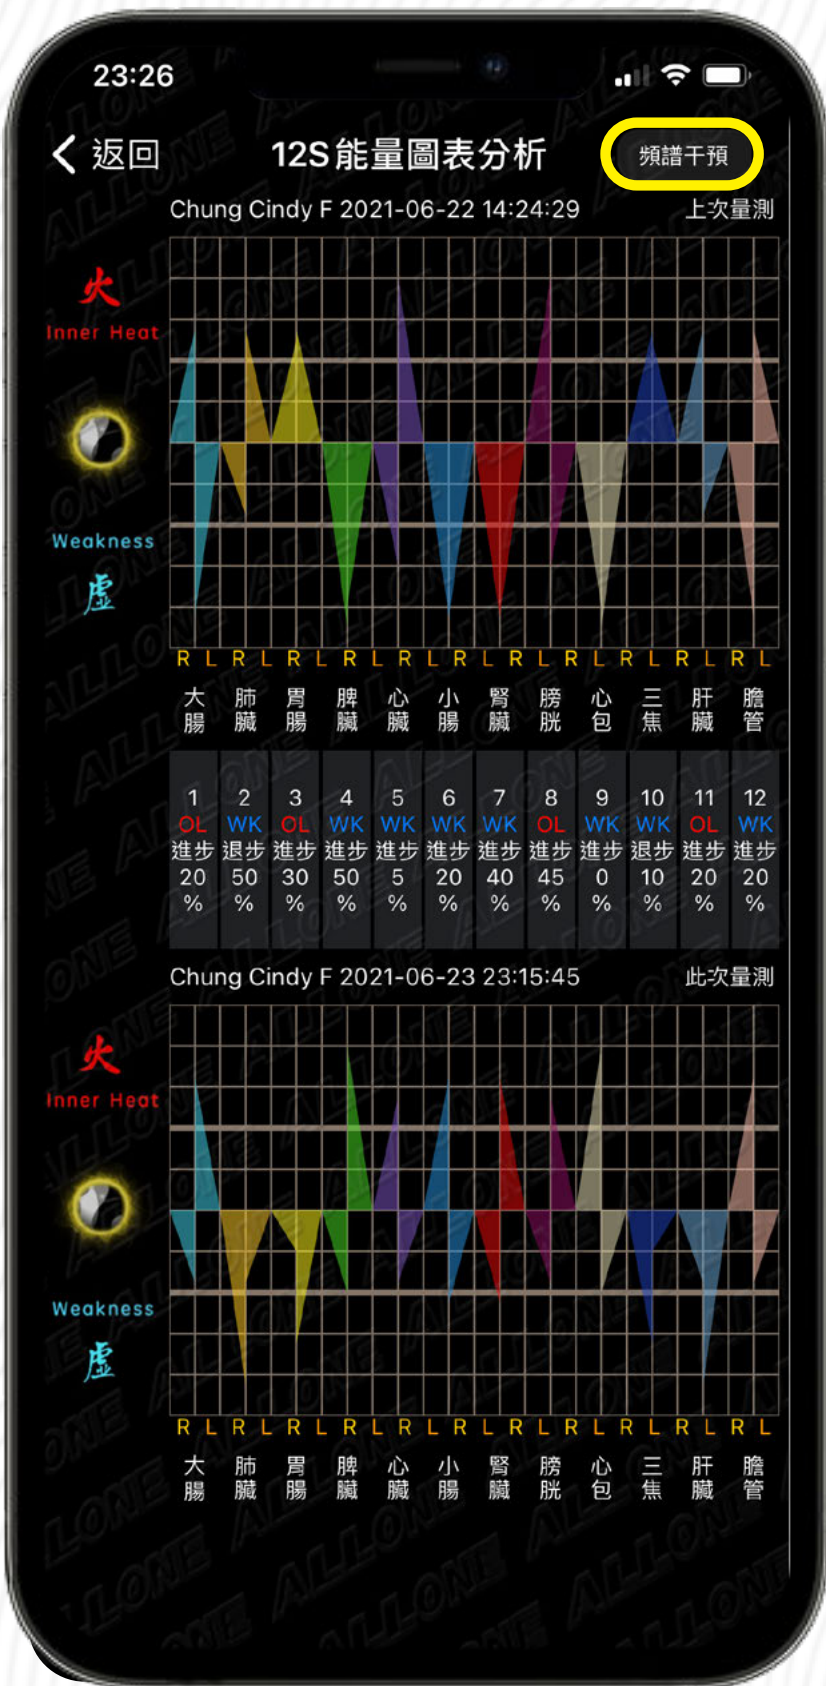 23:26
返回
12S能量圖表分析
頻譜干預
Chung Cindy F 2021-06-22 14:24:29
上次量測
火
Inner Heat
Weakness
虛
R L R L R L R L R L R L R L R L R L R L R L
大腸 肺臟 胃腸 脾臟 心臟 小腸 腎臟 膀胱 心包 三焦 肝臟 膽管
1 2 3 4 5 6 7 8 9 10 11 12
OL WK OL WK WK WK WK OL WK WK OL WK
進步 退步 進步 進步 進步 進步 進步 進步 進步 退步 進步 進步
20 50 30 50 5 20 40 45 0 10 20 20
% % % % % % % % % % % %
Chung Cindy F 2021-06-23 23:15:45
此次量測
火
Inner Heat
Weakness
虛
R L R L R L R L R L R L R L R L R L R L R L
大腸 肺臟 胃腸 脾臟 心臟 小腸 腎臟 膀胱 心包 三焦 肝臟 膽管
ALLONE